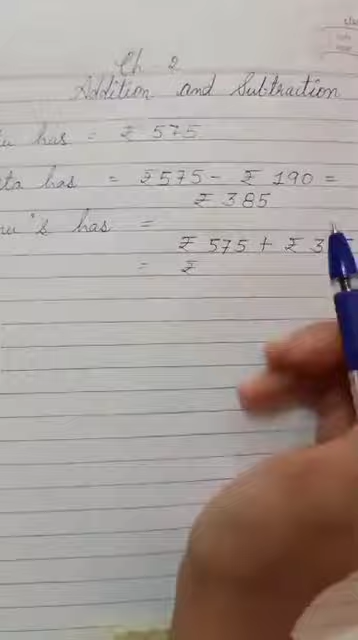 Ch - 2
Addition and Subtraction
has = ₹ 575
has = ₹575 - ₹ 190 =
₹ 385
has =
₹ 575 + ₹ 3
= ₹